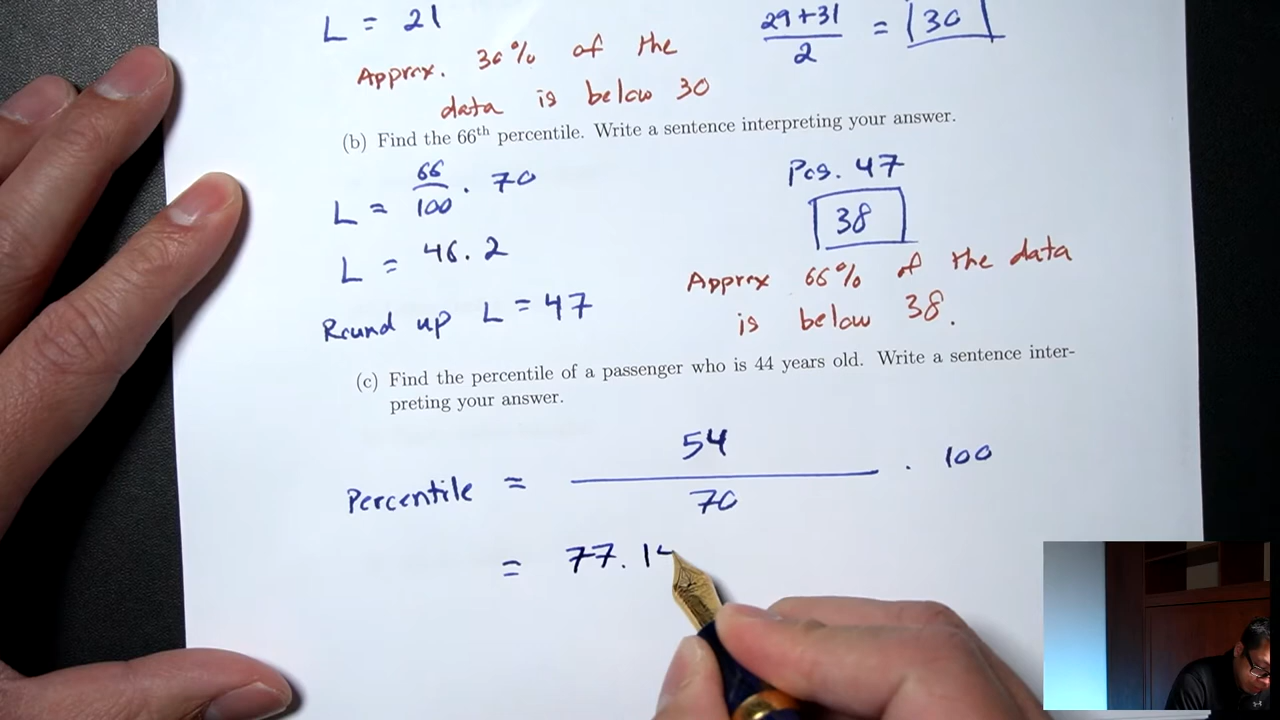 L = 21
29+31
2
= 30
Approx. 30% of the
data is below 30
(b) Find the 66th percentile. Write a sentence interpreting your answer.
L = 66/100 . 70
L = 46.2
Round up L = 47
Pos. 47
38
Approx 66% of the data
is below 38.
(c) Find the percentile of a passenger who is 44 years old. Write a sentence inter-
preting your answer.
Percentile = 54/70 . 100
= 77.14